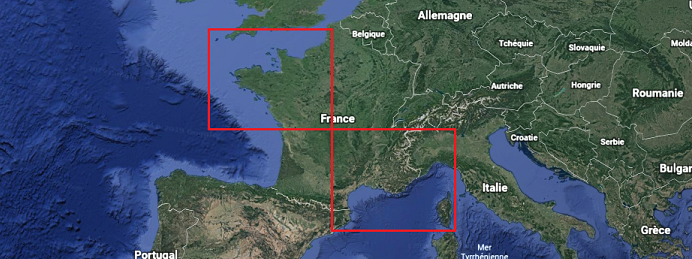 Allemagne
Belgique
Tchéquie
Slovaquie
Molda
Autriche
Hongrie
Roumanie
France
Croatie
Serbie
Bulgar
Italie
Grèce
Portugal
Mer
Tyrrhénienne